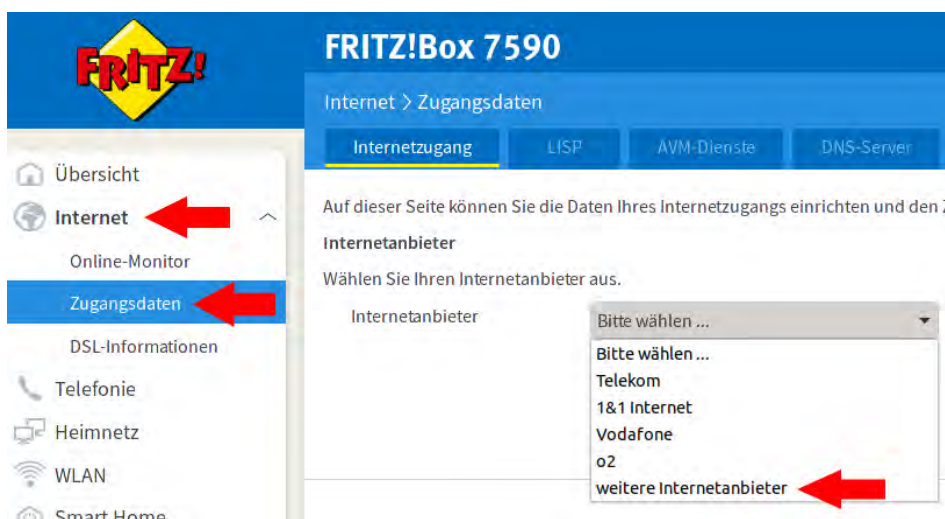 FRITZ!
FRITZ!Box 7590
Internet > Zugangsdaten
Internetzugang LISP AVM-Dienste DNS-Server
Übersicht
Internet
Online-Monitor
Zugangsdaten
DSL-Informationen
Telefonie
Heimnetz
WLAN
Smart Home
Auf dieser Seite können Sie die Daten Ihres Internetzugangs einrichten und den
Internetanbieter
Wählen Sie Ihren Internetanbieter aus.
Internetanbieter
Bitte wählen ...
Bitte wählen ...
Telekom
1&1 Internet
Vodafone
o2
weitere Internetanbieter